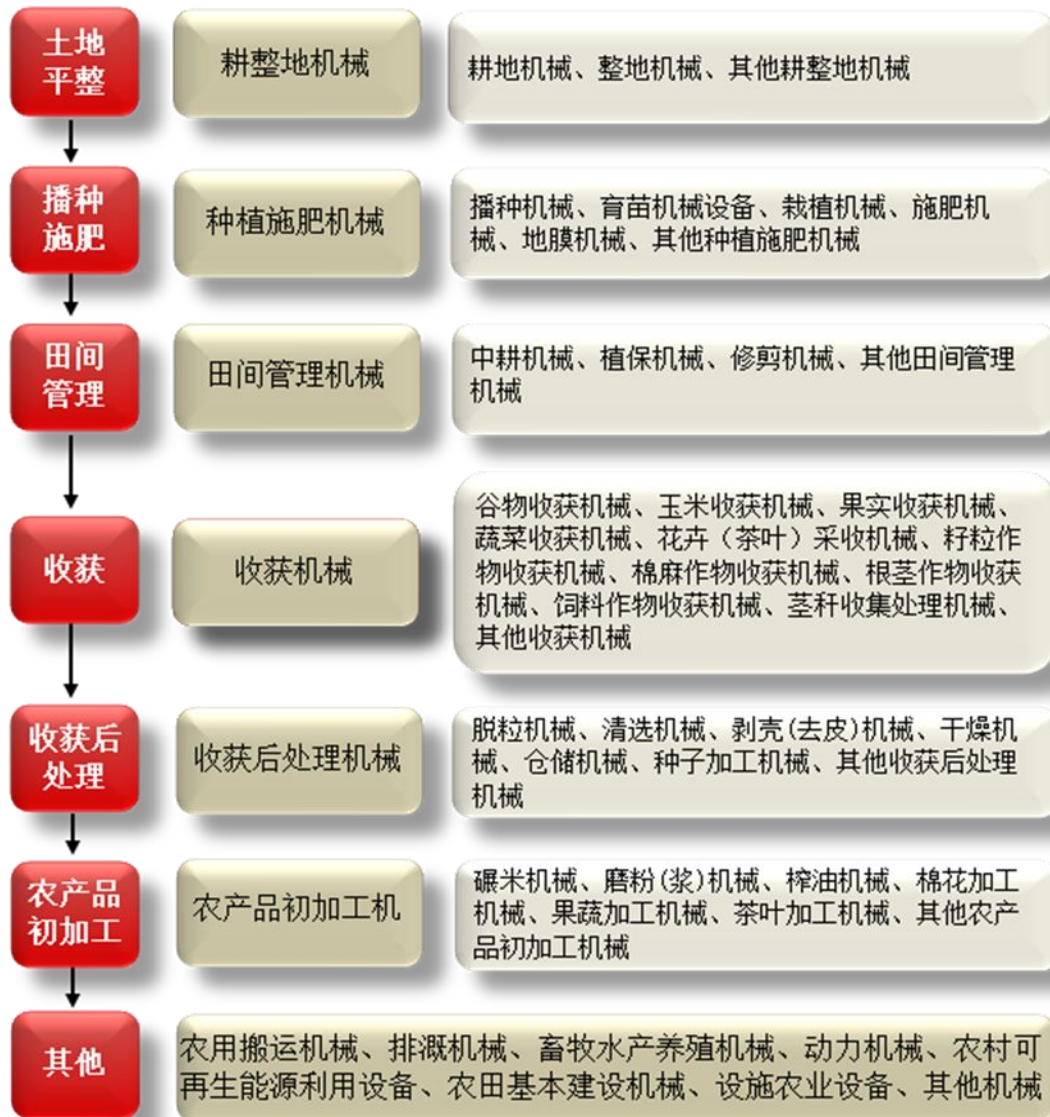 土地
平整
耕整地机械
耕地机械、整地机械、其他耕整地机械
播种
施肥
种植施肥机械
播种机械、育苗机械设备、栽植机械、施肥机
械、地膜机械、其他种植施肥机械
田间
管理
田间管理机械
中耕机械、植保机械、修剪机械、其他田间管理
机械
收获
收获机械
谷物收获机械、玉米收获机械、果实收获机械、
蔬菜收获机械、花卉（茶叶）采收机械、籽粒作
物收获机械、棉麻作物收获机械、根茎作物收获
机械、饲料作物收获机械、茎秆收集处理机械、
其他收获机械
收获后
处理
收获后处理机械
脱粒机械、清选机械、剥壳(去皮)机械、干燥机
械、仓储机械、种子加工机械、其他收获后处理
机械
农产品
初加工
农产品初加工机
碾米机械、磨粉(浆)机械、榨油机械、棉花加工
机械、果蔬加工机械、茶叶加工机械、其他农产
品初加工机械
其他
农用搬运机械、排溉机械、畜牧水产养殖机械、动力机械、农村可
再生能源利用设备、农田基本建设机械、设施农业设备、其他机械